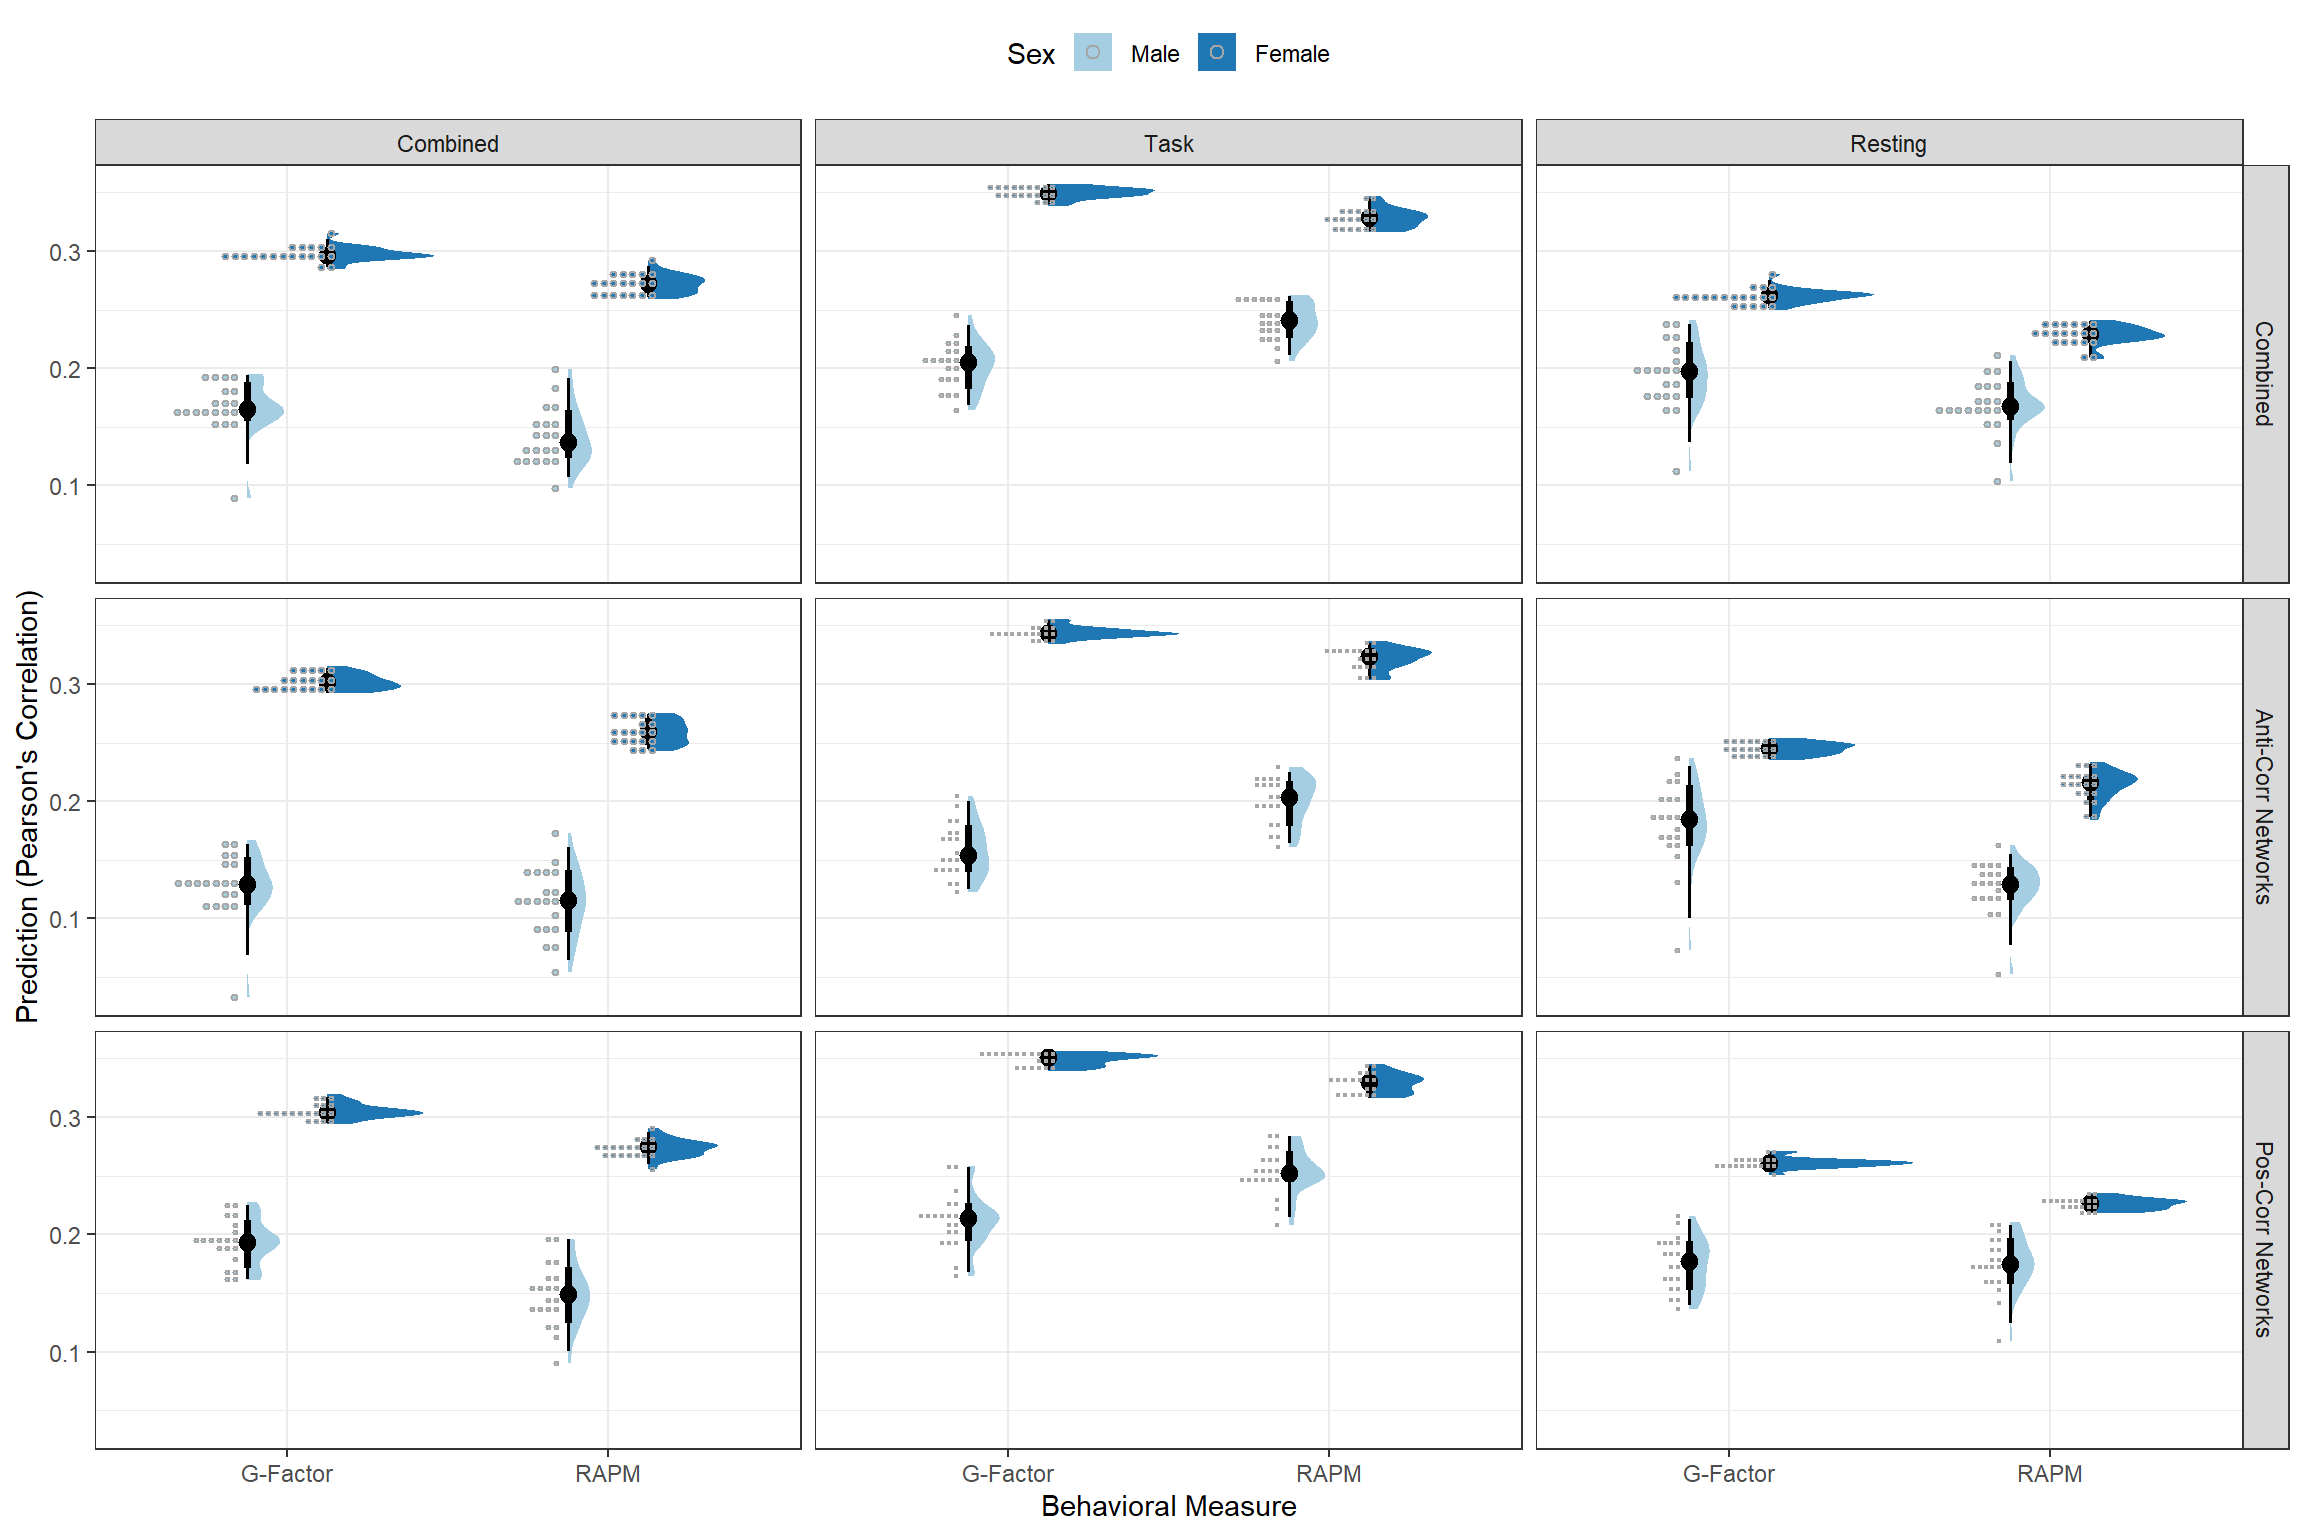 Sex Male Female
Combined Task Resting
0.3
0.2
0.1
Combined
0.3
0.2
0.1
Anti-Corr Networks
0.3
0.2
0.1
Pos-Corr Networks
Prediction (Pearson's Correlation)
G-Factor RAPM G-Factor RAPM G-Factor RAPM
Behavioral Measure